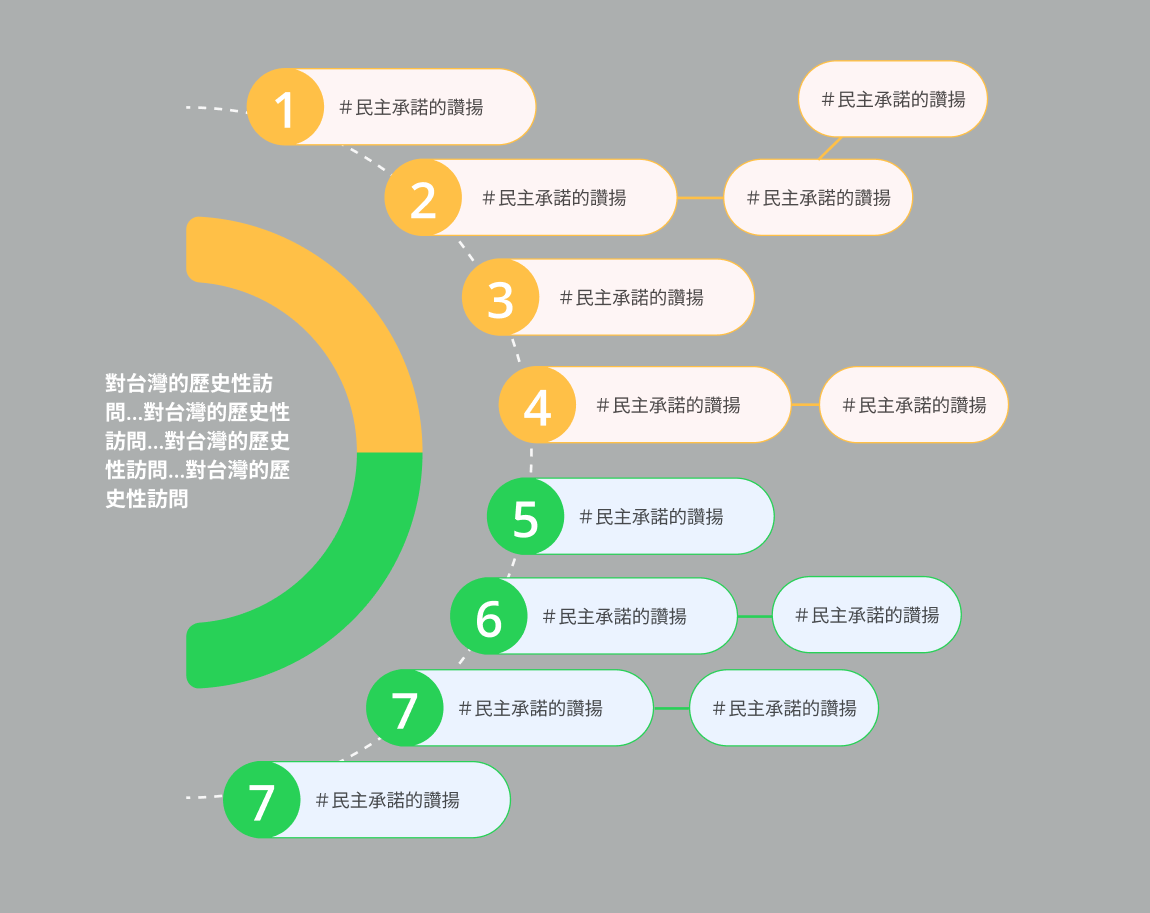 1
＃民主承諾的讚揚
＃民主承諾的讚揚
2
＃民主承諾的讚揚
＃民主承諾的讚揚
3
＃民主承諾的讚揚
對台灣的歷史性訪
問...對台灣的歷史性
訪問...對台灣的歷史
性訪問...對台灣的歷
史性訪問
4
＃民主承諾的讚揚
＃民主承諾的讚揚
5
＃民主承諾的讚揚
6
＃民主承諾的讚揚
＃民主承諾的讚揚
7
＃民主承諾的讚揚
＃民主承諾的讚揚
7
＃民主承諾的讚揚